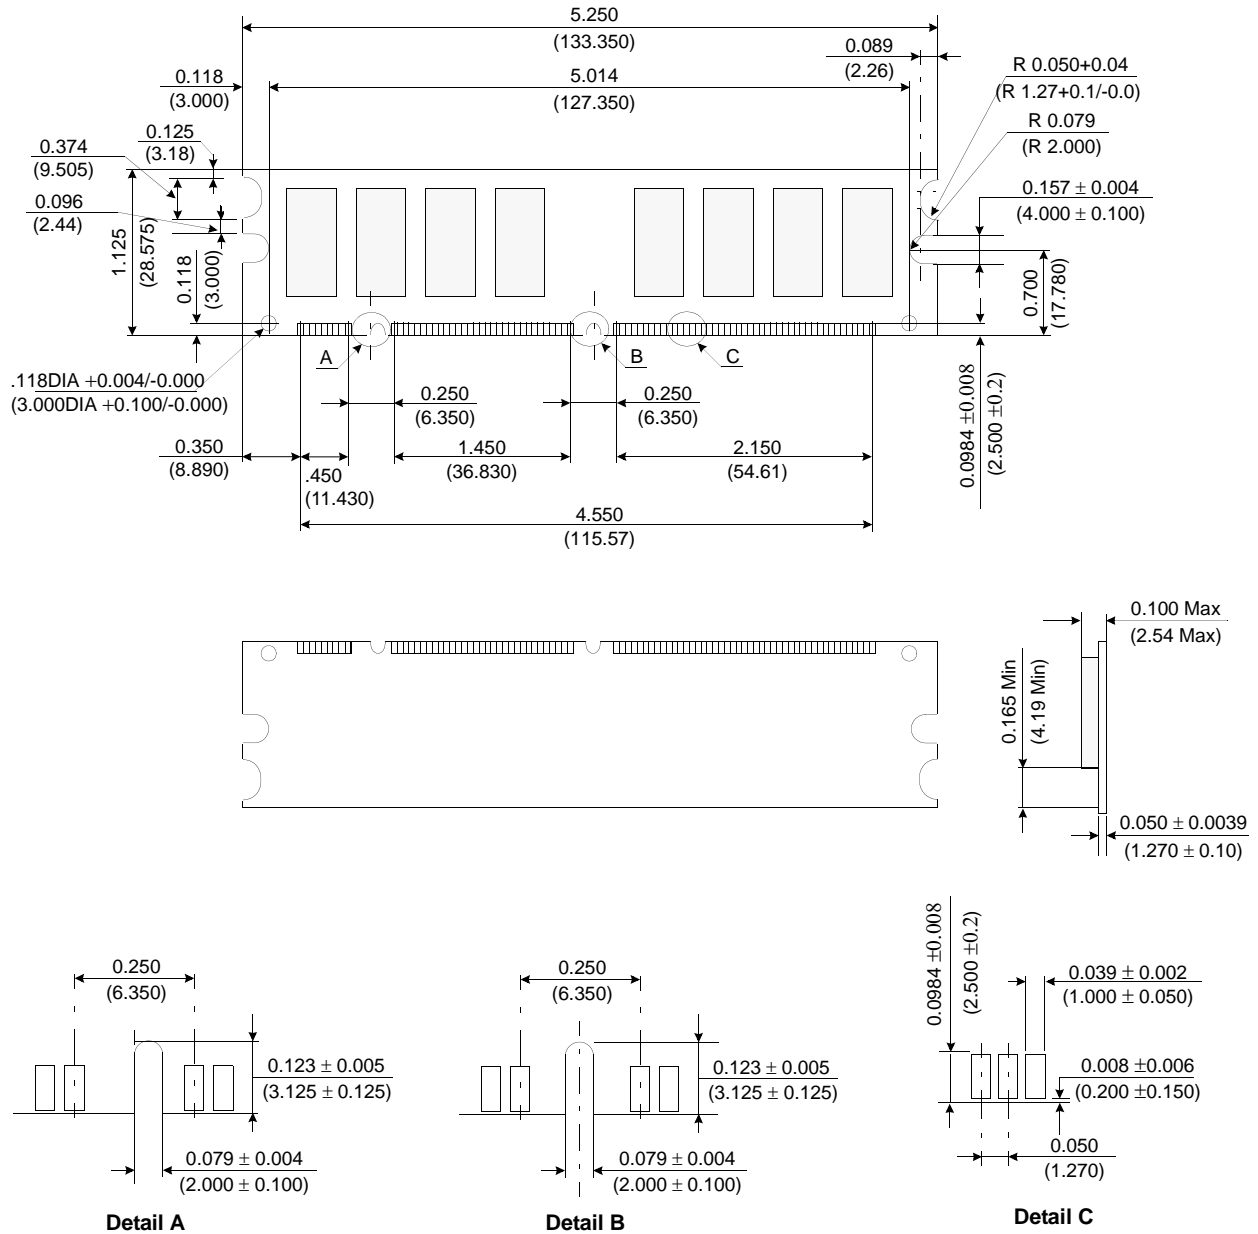 5.250
(133.350)
0.089
(2.26)
R 0.050+0.04
(R 1.27+0.1/-0.0)
0.118
(3.000)
5.014
(127.350)
R 0.079
(R 2.000)
0.125
(3.18)
0.374
(9.505)
0.096
(2.44)
0.157 ± 0.004
(4.000 ± 0.100)
1.125
(28.575)
0.118
(3.000)
0.700
(17.780)
A
B
C
.118DIA +0.004/-0.000
(3.000DIA +0.100/-0.000)
0.250
(6.350)
0.250
(6.350)
0.0984 ±0.008
(2.500 ±0.2)
0.350
(8.890)
.450
(11.430)
1.450
(36.830)
2.150
(54.61)
4.550
(115.57)
0.100 Max
(2.54 Max)
0.165 Min
(4.19 Min)
0.050 ± 0.0039
(1.270 ± 0.10)
0.250
(6.350)
0.123 ± 0.005
(3.125 ± 0.125)
0.079 ± 0.004
(2.000 ± 0.100)
Detail A
0.250
(6.350)
0.123 ± 0.005
(3.125 ± 0.125)
0.079 ± 0.004
(2.000 ± 0.100)
Detail B
0.0984 ±0.008
(2.500 ±0.2)
0.039 ± 0.002
(1.000 ± 0.050)
0.008 ±0.006
(0.200 ±0.150)
0.050
(1.270)
Detail C